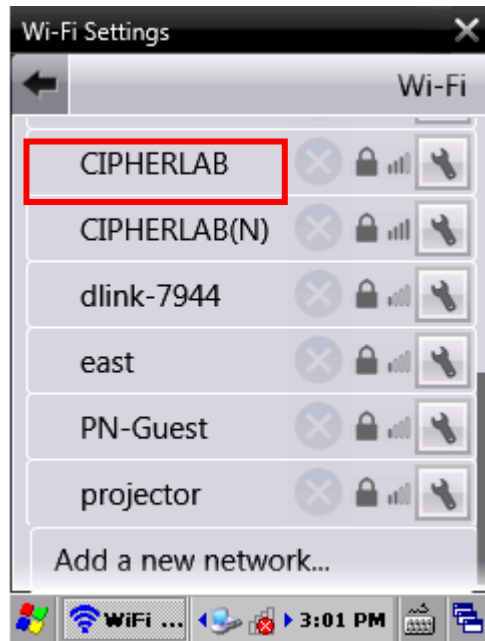 Wi-Fi Settings
Wi-Fi
CIPHERLAB
CIPHERLAB(N)
dlink-7944
east
PN-Guest
projector
Add a new network...
WiFi ... 3:01 PM